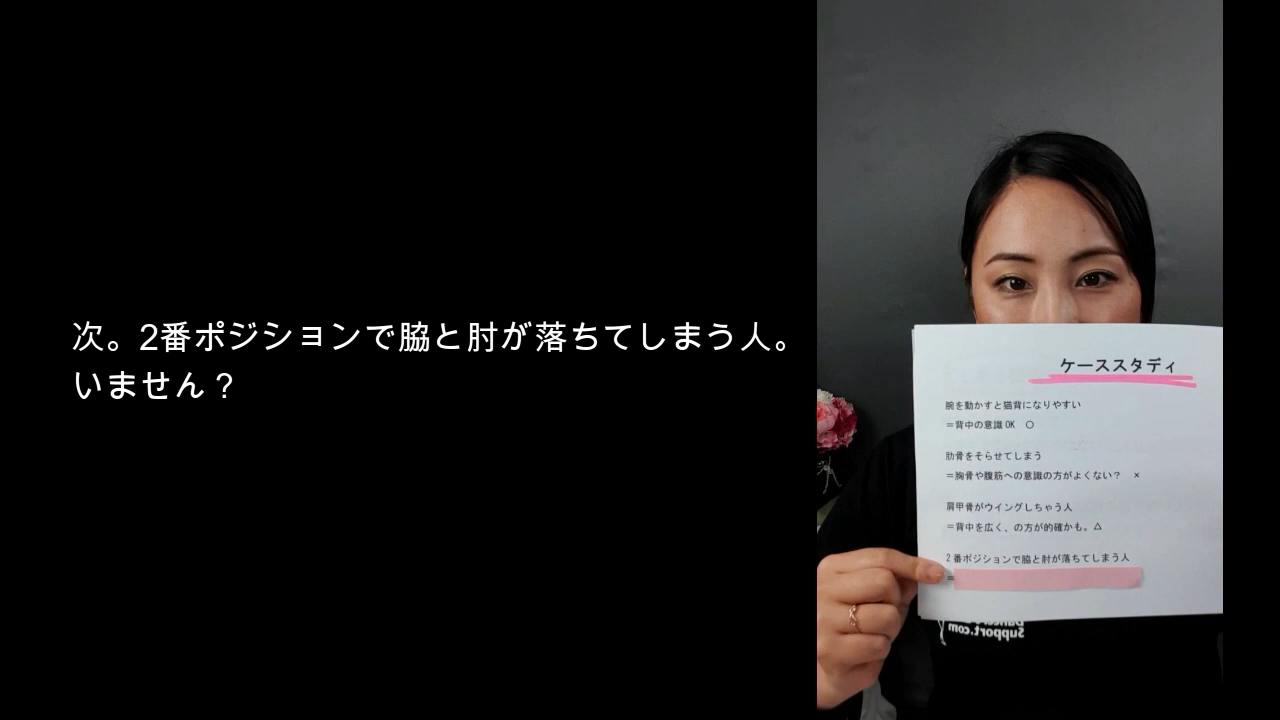 次。2番ポジションで脇と肘が落ちてしまう人。
いません？
ケーススタディ
腕を動かすと猫背になりやすい
＝背中の意識 OK　○
肋骨をそらせてしまう
＝胸骨や腹筋への意識の方がよくない？　×
肩甲骨がウイングしちゃう人
＝背中を広く、の方が的確かも。△
2番ポジションで脇と肘が落ちてしまう人
＝
Support.com